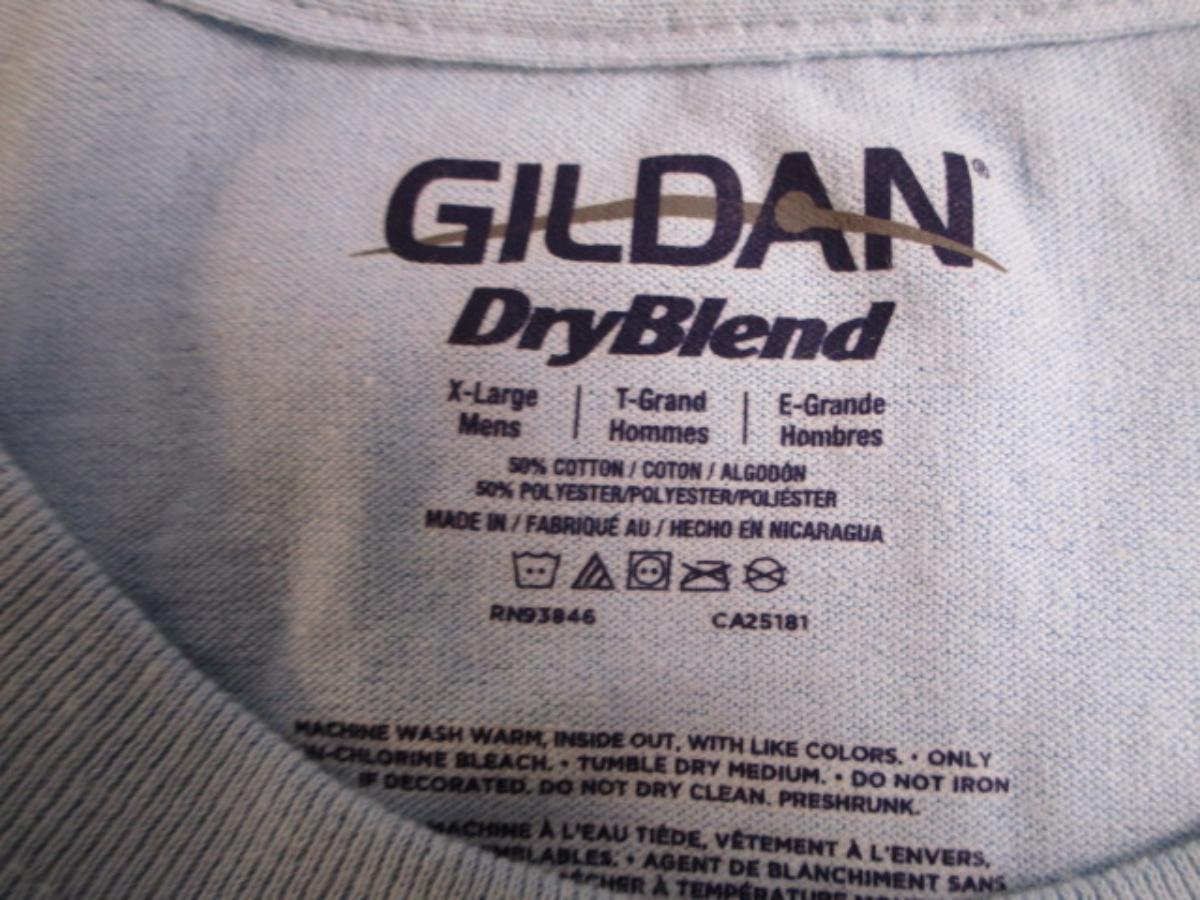 GILDAN®
DryBlend
X-Large | T-Grand | E-Grande
Mens | Hommes | Hombres
50% COTTON / COTON / ALGODÓN
50% POLYESTER/POLYESTER/POLIÉSTER
MADE IN / FABRIQUÉ AU / HECHO EN NICARAGUA
RN93846 CA25181
MACHINE WASH WARM, INSIDE OUT, WITH LIKE COLORS. • ONLY
N-CHLORINE BLEACH. • TUMBLE DRY MEDIUM. • DO NOT IRON
IF DECORATED. DO NOT DRY CLEAN. PRESHRUNK.
MACHINE À L'EAU TIÈDE, VÊTEMENT À L'ENVERS,
MBLABLES. • AGENT DE BLANCHIMENT SANS
ÉCHER À TEMPÉRATURE